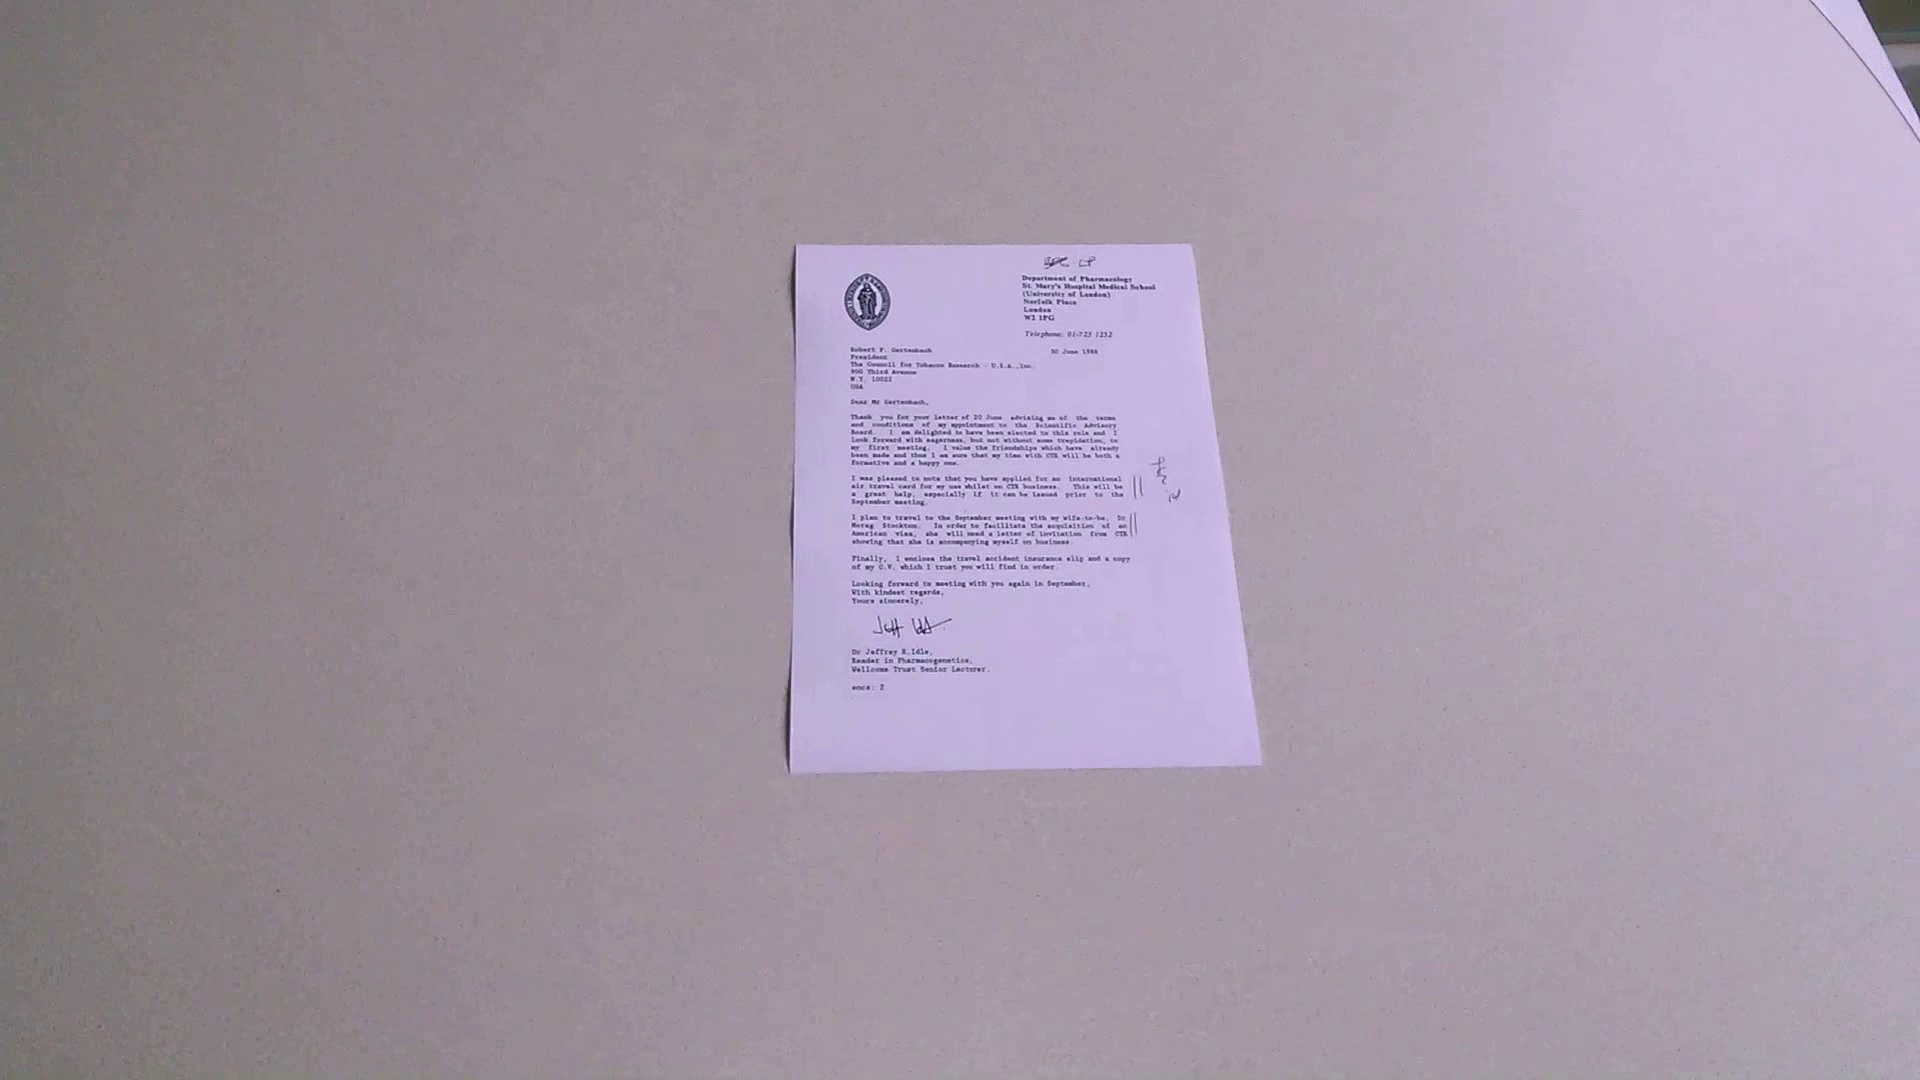 Department of Pharmacology
St. Mary's Hospital Medical School
(University of London)
Norfolk Place
London
W2 1PG
Telephone: 01-723 1252
Robert F. Gertenbach
30 June 1986
President
The Council for Tobacco Research - U.S.A.,Inc.
900 Third Avenue
N.Y. 10022
USA
Dear Mr Gertenbach,
Thank you for your letter of 20 June advising me of the terms
and conditions of my appointment to the Scientific Advisory
Board. I am delighted to have been elected to this role and I
look forward with eagerness, but not without some trepidation, to
my first meeting. I value the friendships which have already
been made and thus I am sure that my time with CTR will be both a
formative and a happy one.
I was pleased to note that you have applied for an international
air travel card for my use whilst on CTR business. This will be
a great help, especially if it can be issued prior to the
September meeting.
I plan to travel to the September meeting with my wife-to-be, Dr
Morag Stockton. In order to facilitate the acquisition of an
American visa, she will need a letter of invitation from CTR
showing that she is accompanying myself on business.
Finally, I enclose the travel accident insurance slip and a copy
of my C.V. which I trust you will find in order.
Looking forward to meeting with you again in September,
With kindest regards,
Yours sincerely,
Dr Jeffrey R.Idle,
Reader in Pharmacogenetics,
Wellcome Trust Senior Lecturer.
encs: 2